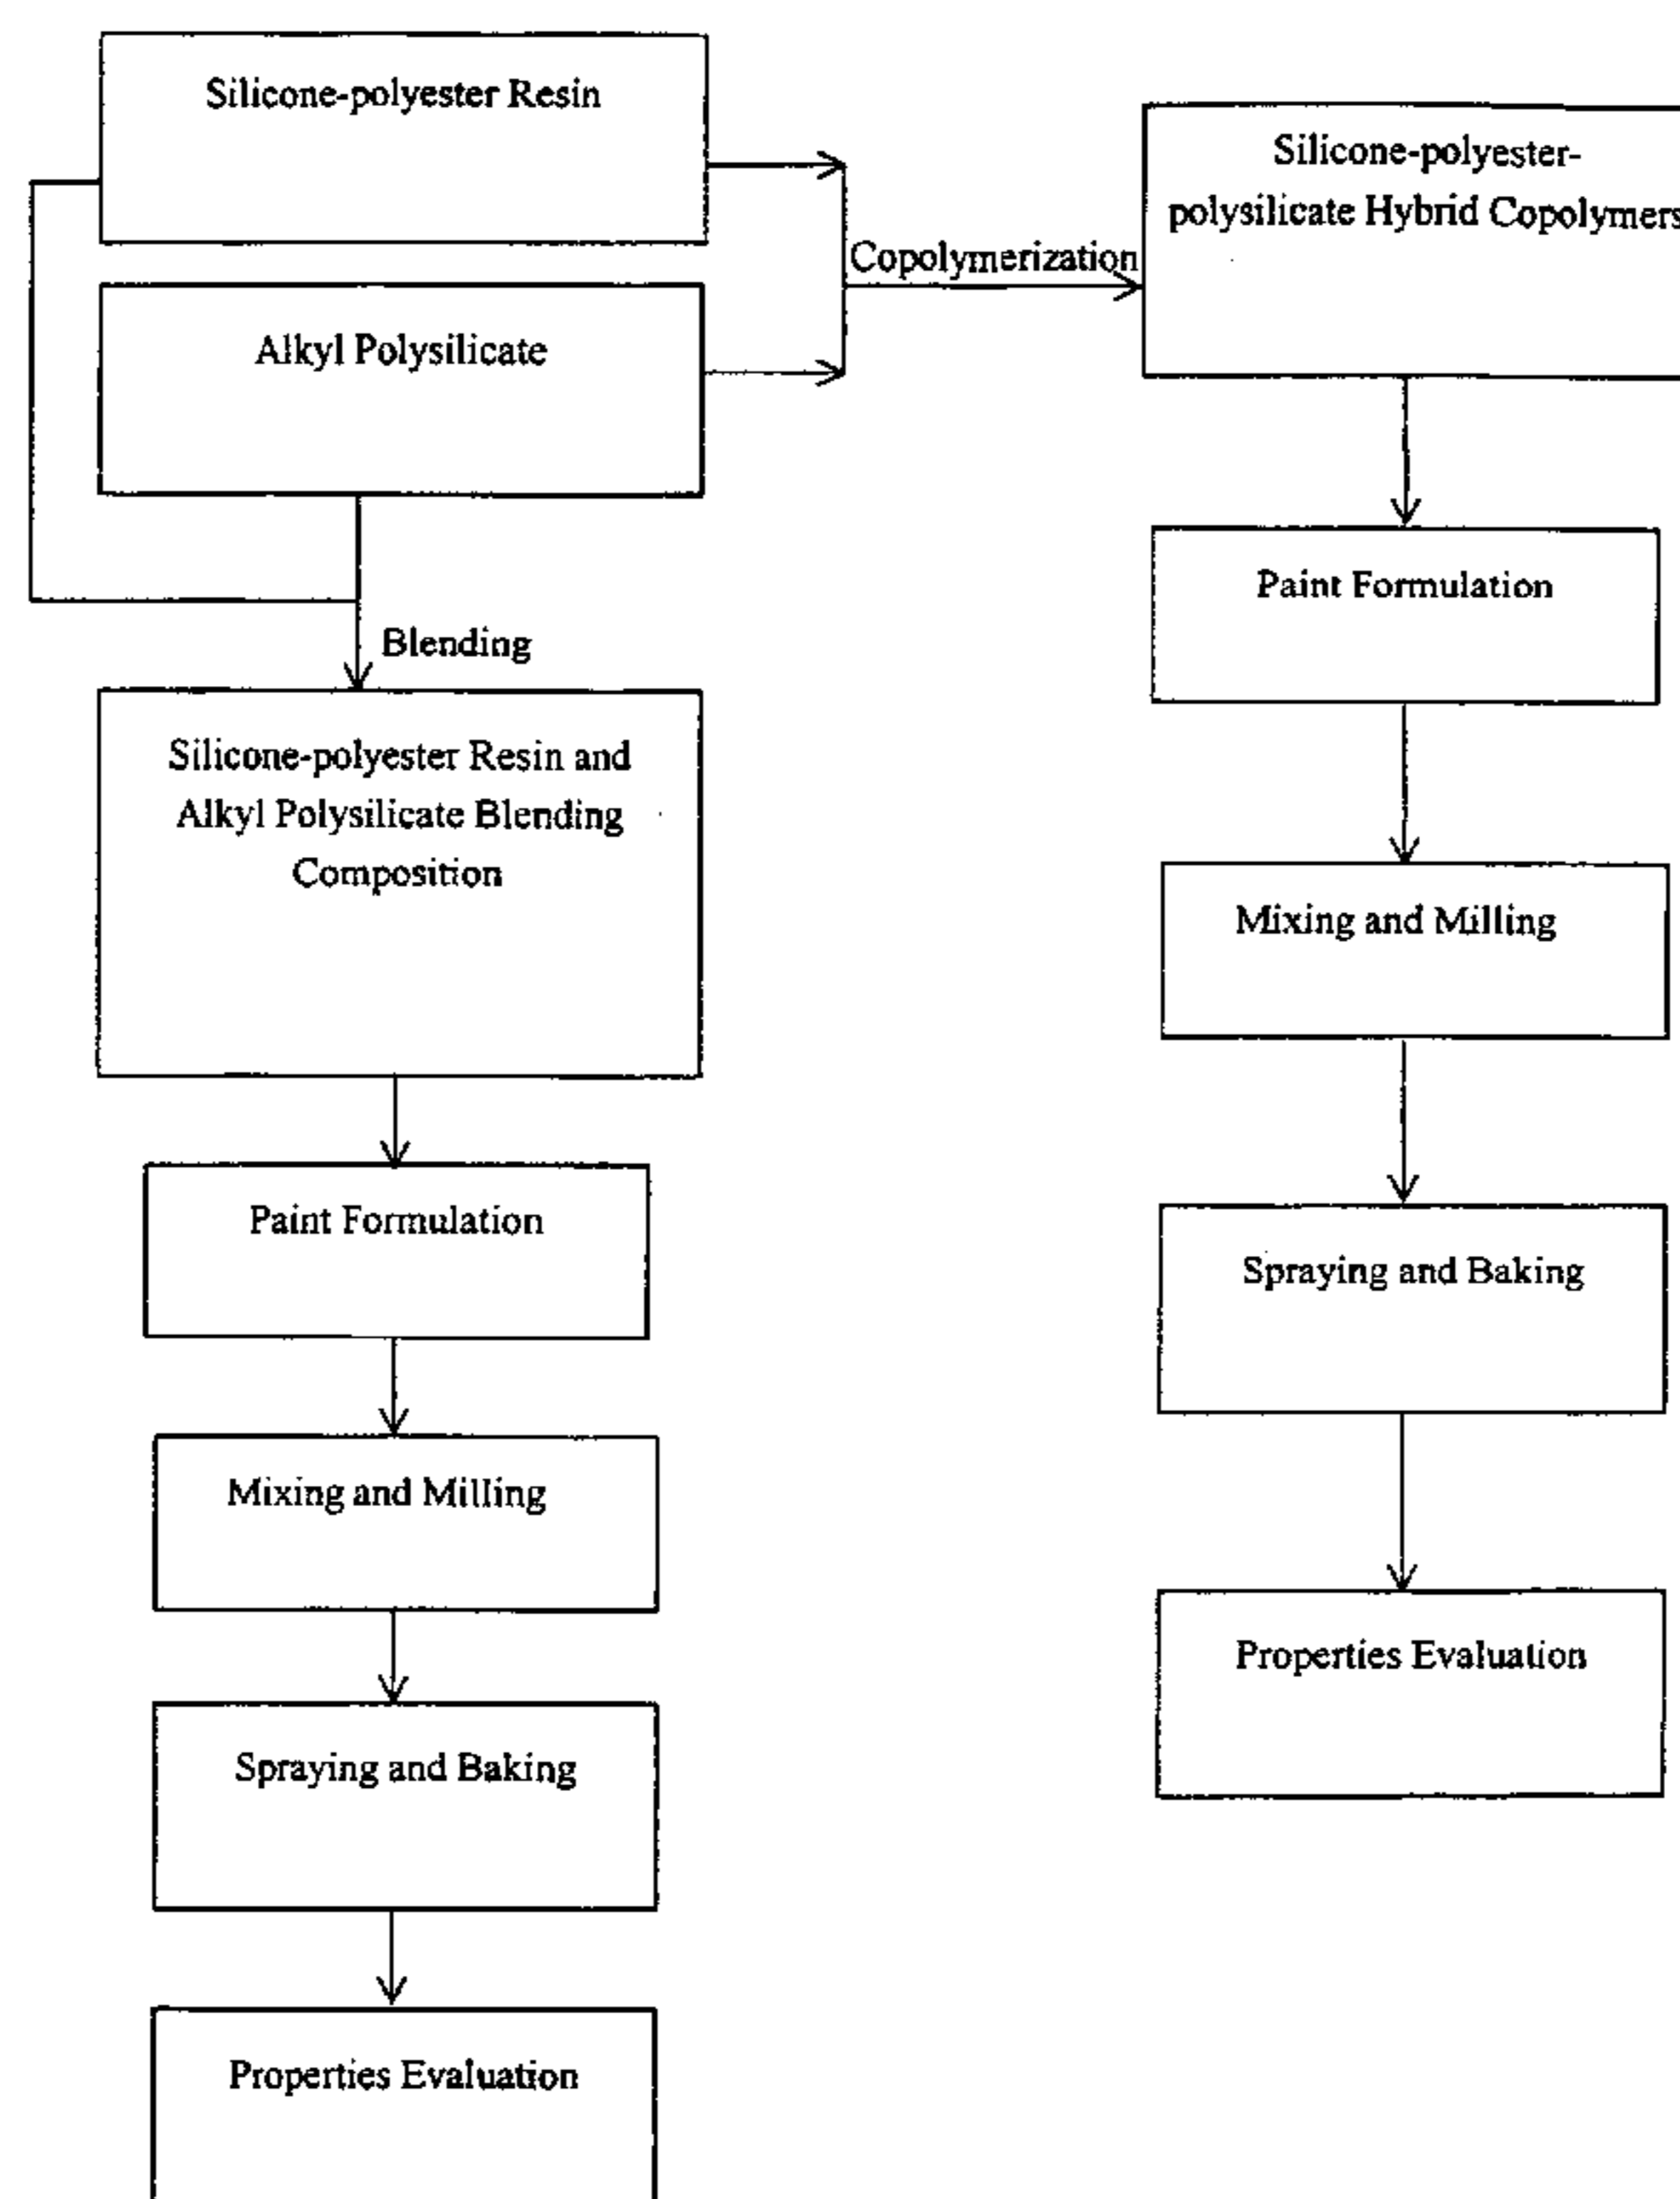 Silicone-polyester Resin
Alkyl Polysilicate
Copolymerization
Silicone-polyester-
polysilicate Hybrid Copolymers
Blending
Silicone-polyester Resin and
Alkyl Polysilicate Blending
Composition
Paint Formulation
Mixing and Milling
Spraying and Baking
Properties Evaluation
Paint Formulation
Mixing and Milling
Spraying and Baking
Properties Evaluation